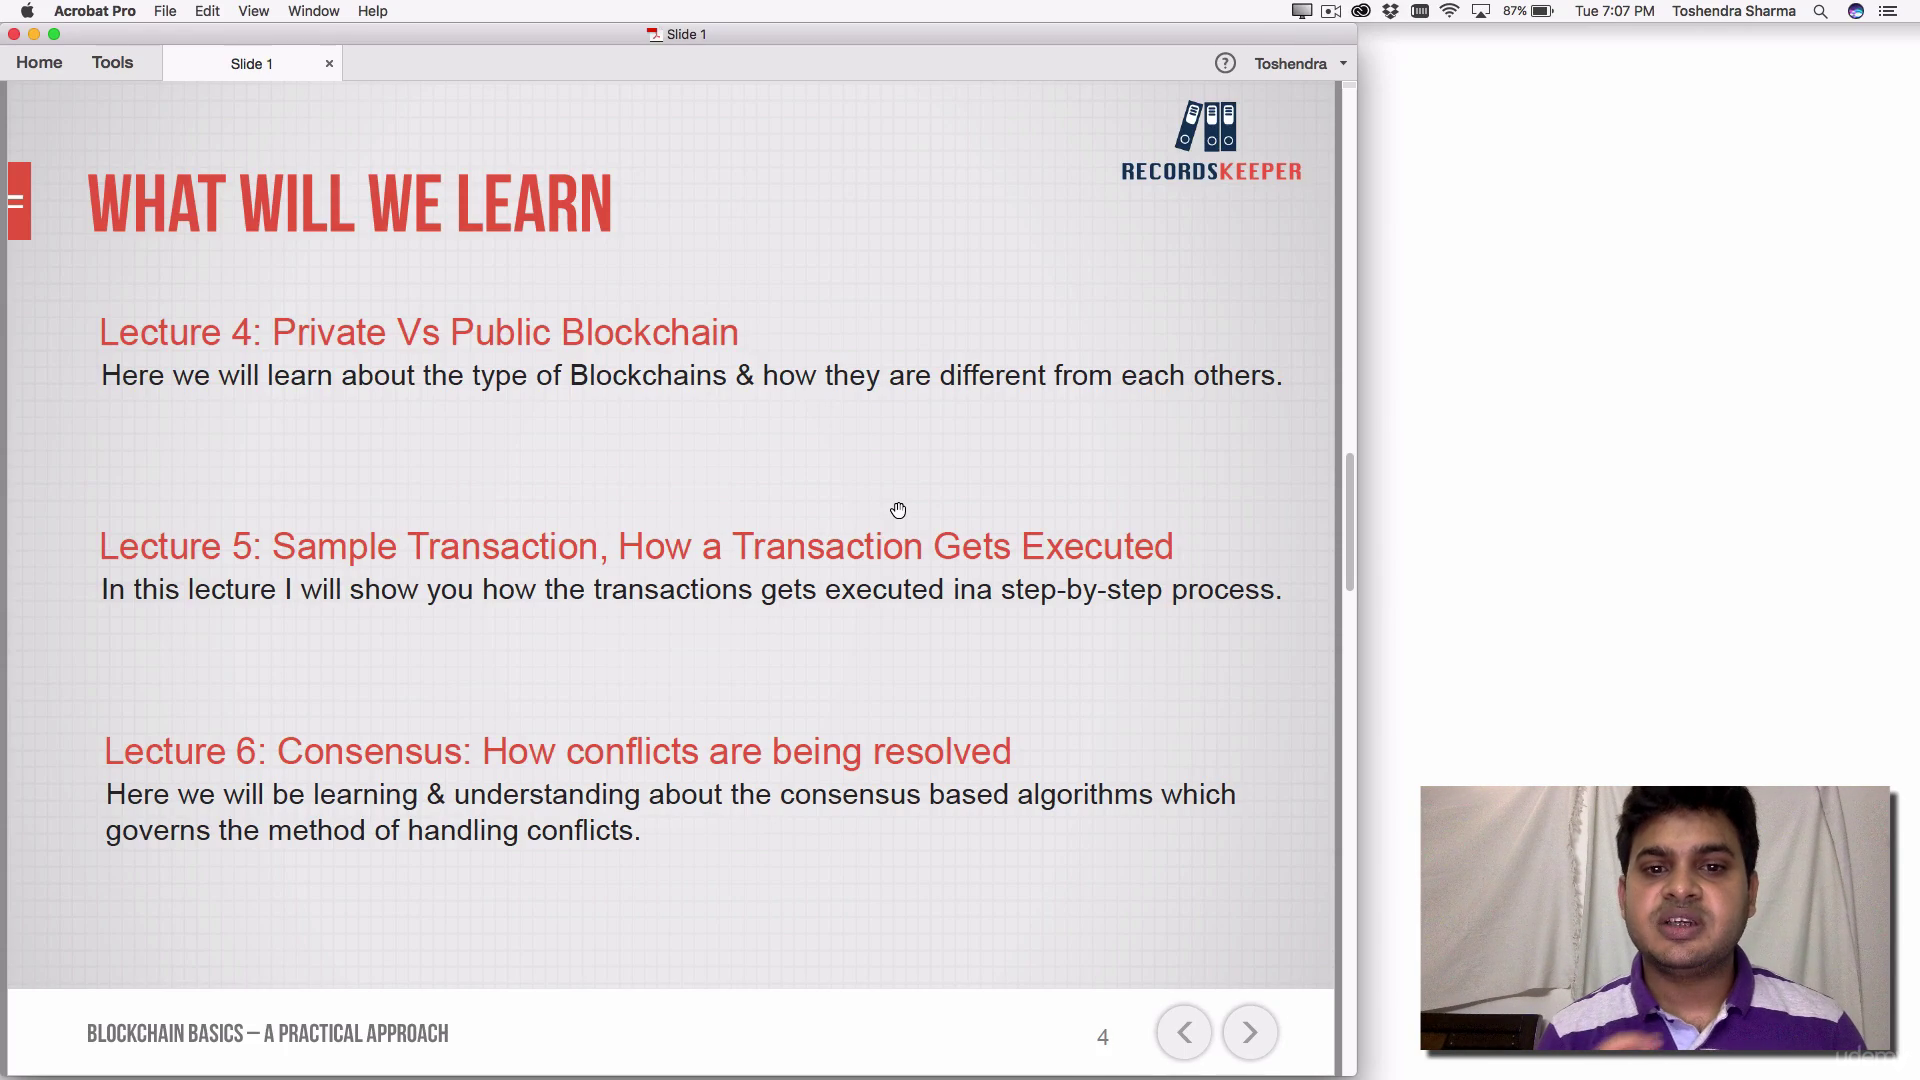 Acrobat Pro File Edit View Window Help 87% Tue 7:07 PM Toshendra Sharma
Slide 1
Home Tools Slide 1 × ? Toshendra
RECORDSKEEPER
WHAT WILL WE LEARN
Lecture 4: Private Vs Public Blockchain
Here we will learn about the type of Blockchains & how they are different from each others.
Lecture 5: Sample Transaction, How a Transaction Gets Executed
In this lecture I will show you how the transactions gets executed ina step-by-step process.
Lecture 6: Consensus: How conflicts are being resolved
Here we will be learning & understanding about the consensus based algorithms which
governs the method of handling conflicts.
BLOCKCHAIN BASICS – A PRACTICAL APPROACH
4
udemy